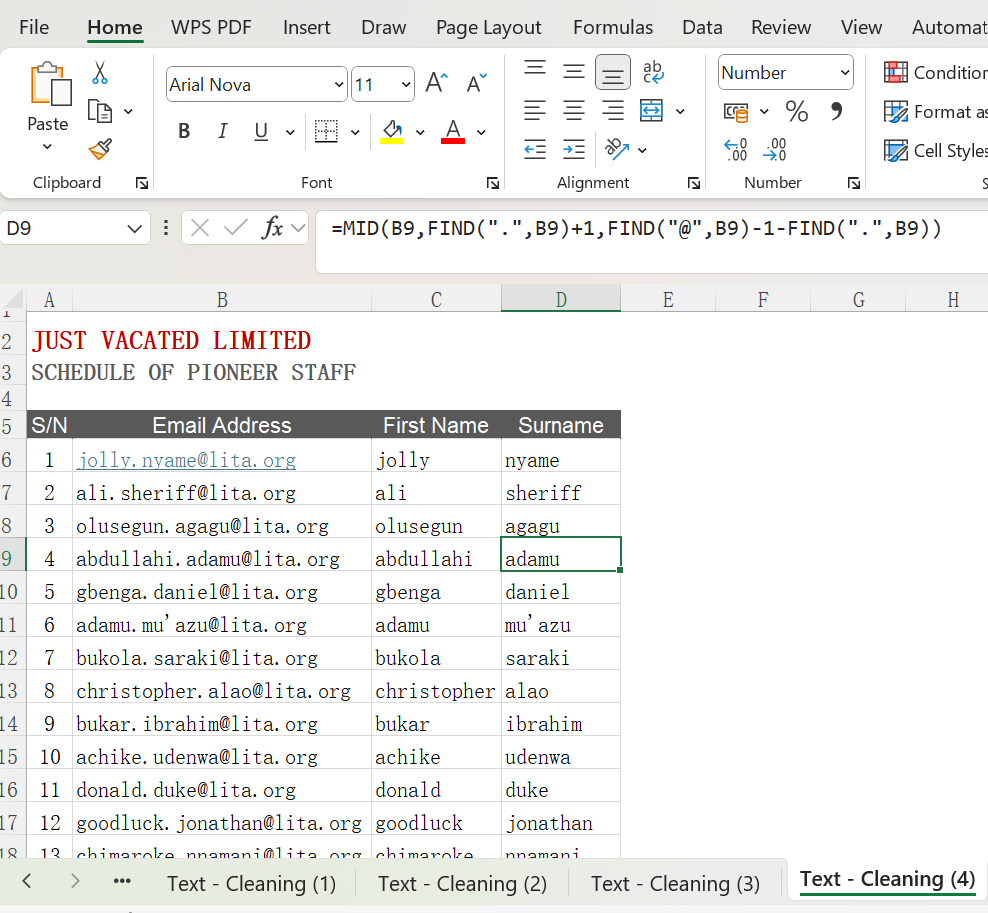 File Home WPS PDF Insert Draw Page Layout Formulas Data Review View Automat
Arial Nova 11 A A ab c Number Condition
Paste B I U A % Format as
.00 .00 Cell Styles
Clipboard Font Alignment Number S
D9 fx =MID(B9,FIND(".",B9)+1,FIND("@",B9)-1-FIND(".",B9))
A B C D E F G H
1
2 JUST VACATED LIMITED
3 SCHEDULE OF PIONEER STAFF
4
5 S/N Email Address First Name Surname
6 1 jolly.nyame@lita.org jolly nyame
7 2 ali.sheriff@lita.org ali sheriff
8 3 olusegun.agagu@lita.org olusegun agagu
9 4 abdullahi.adamu@lita.org abdullahi adamu
10 5 gbenga.daniel@lita.org gbenga daniel
11 6 adamu.mu'azu@lita.org adamu mu'azu
12 7 bukola.saraki@lita.org bukola saraki
13 8 christopher.alao@lita.org christopher alao
14 9 bukar.ibrahim@lita.org bukar ibrahim
15 10 achike.udenwa@lita.org achike udenwa
16 11 donald.duke@lita.org donald duke
17 12 goodluck.jonathan@lita.org goodluck jonathan
18 13 chimaroke.nnamani@lita.org chimaroke nnamani
Text - Cleaning (1) Text - Cleaning (2) Text - Cleaning (3) Text - Cleaning (4)